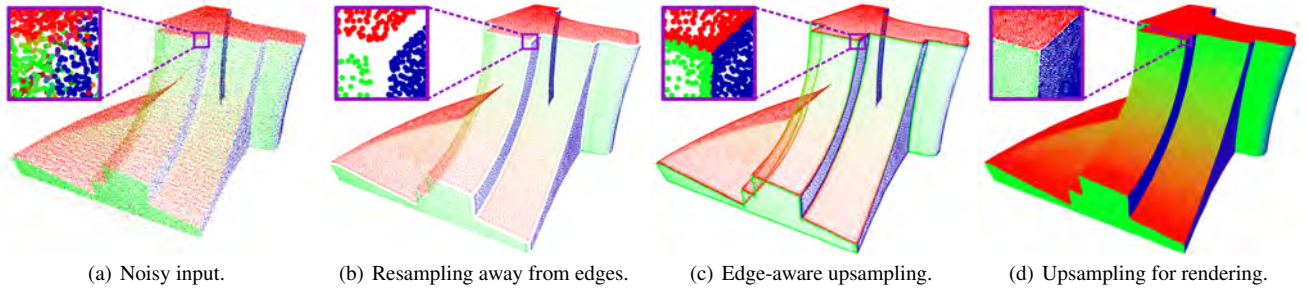 (a) Noisy input.
(b) Resampling away from edges.
(c) Edge-aware upsampling.
(d) Upsampling for rendering.